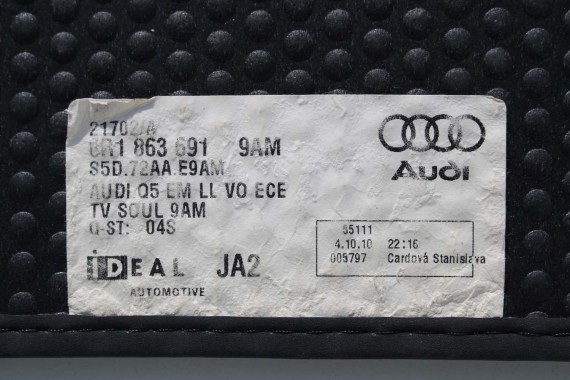 21702/A
8R1 863 691 9AM
S5D.72AA.E9AM
AUDI Q5 EM LL VO ECE
TV SOUL 9AM
Q-ST: 04S
iDEAL JA2
AUTOMOTIVE
Audi
55111
4.10.10 22:16
005797 Cardová Stanislava